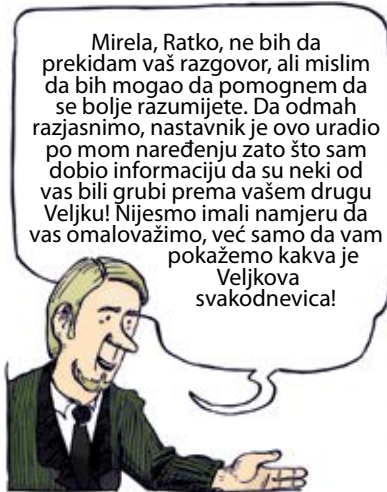 Mirela, Ratko, ne bih da
prekidam vaš razgovor, ali mislim
da bih mogao da pomognem da
se bolje razumijete. Da odmah
razjasnimo, nastavnik je ovo uradio
po mom naređenju zato što sam
dobio informaciju da su neki od
vas bili grubi prema vašem drugu
Veljku! Nijesmo imali namjeru da
vas omalovažimo, već samo da vam
pokažemo kakva je
Veljkova
svakodnevica!